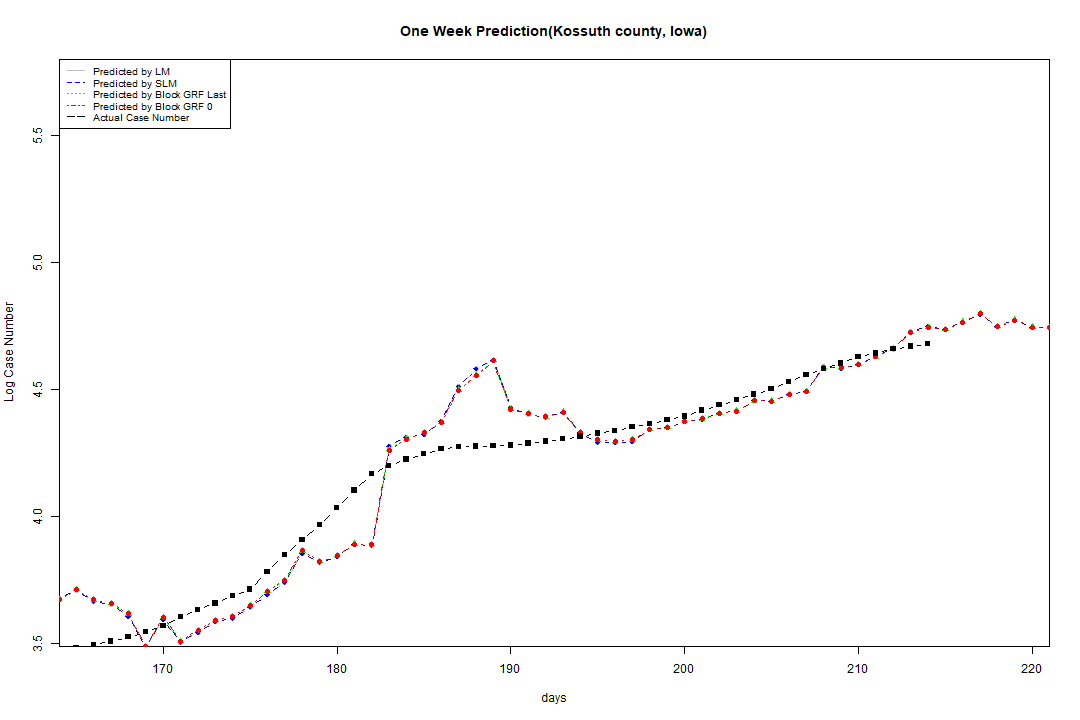 One Week Prediction(Kossuth county, Iowa)
Predicted by LM
Predicted by SLM
Predicted by Block GRF Last
Predicted by Block GRF 0
Actual Case Number
5.5
5.0
4.5
4.0
3.5
Log Case Number
170 180 190 200 210 220
days